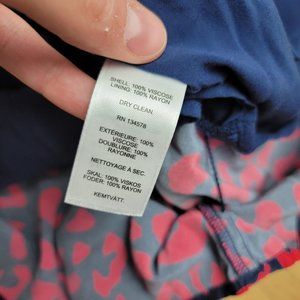 SHELL: 100% VISCOSE
LINING: 100% RAYON
DRY CLEAN.
RN 134578
EXTÉRIEURE: 100%
VISCOSE
DOUBLURE: 100%
RAYONNE
NETTOYAGE À SEC.
SKAL: 100% VISKOS
FODER: 100% RAYON
KEMTVÄTT.